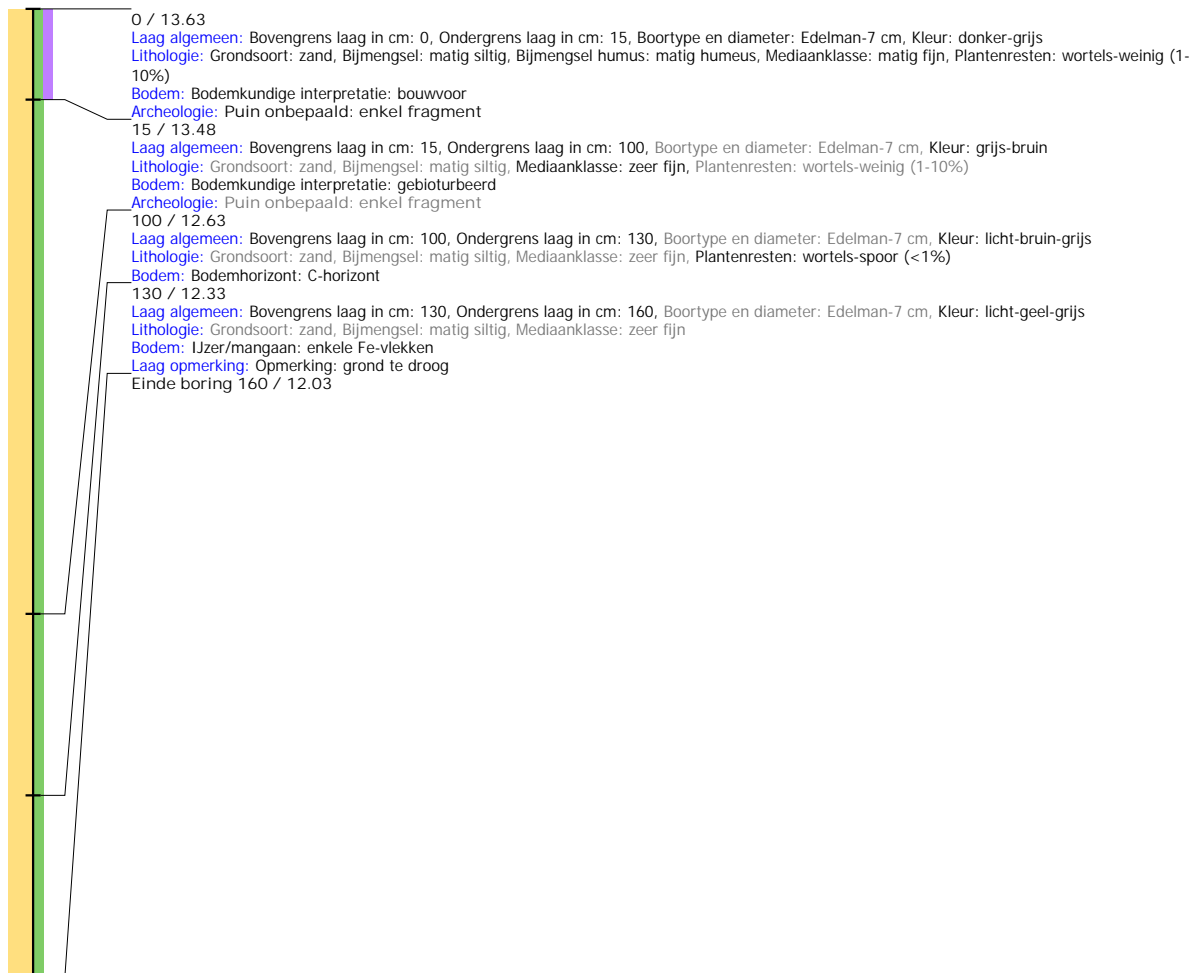 0 / 13.63
Laag algemeen: Bovengrens laag in cm: 0, Ondergrens laag in cm: 15, Boortype en diameter: Edelman-7 cm, Kleur: donker-grijs
Lithologie: Grondsoort: zand, Bijmengsel: matig siltig, Bijmengsel humus: matig humeus, Mediaanklasse: matig fijn, Plantenresten: wortels-weinig (1-
10%)
Bodem: Bodemkundige interpretatie: bouwvoor
Archeologie: Puin onbepaald: enkel fragment
15 / 13.48
Laag algemeen: Bovengrens laag in cm: 15, Ondergrens laag in cm: 100, Boortype en diameter: Edelman-7 cm, Kleur: grijs-bruin
Lithologie: Grondsoort: zand, Bijmengsel: matig siltig, Mediaanklasse: zeer fijn, Plantenresten: wortels-weinig (1-10%)
Bodem: Bodemkundige interpretatie: gebioturbeerd
Archeologie: Puin onbepaald: enkel fragment
100 / 12.63
Laag algemeen: Bovengrens laag in cm: 100, Ondergrens laag in cm: 130, Boortype en diameter: Edelman-7 cm, Kleur: licht-bruin-grijs
Lithologie: Grondsoort: zand, Bijmengsel: matig siltig, Mediaanklasse: zeer fijn, Plantenresten: wortels-spoor (<1%)
Bodem: Bodemhorizont: C-horizont
130 / 12.33
Laag algemeen: Bovengrens laag in cm: 130, Ondergrens laag in cm: 160, Boortype en diameter: Edelman-7 cm, Kleur: licht-geel-grijs
Lithologie: Grondsoort: zand, Bijmengsel: matig siltig, Mediaanklasse: zeer fijn
Bodem: IJzer/mangaan: enkele Fe-vlekken
Laag opmerking: Opmerking: grond te droog
Einde boring 160 / 12.03